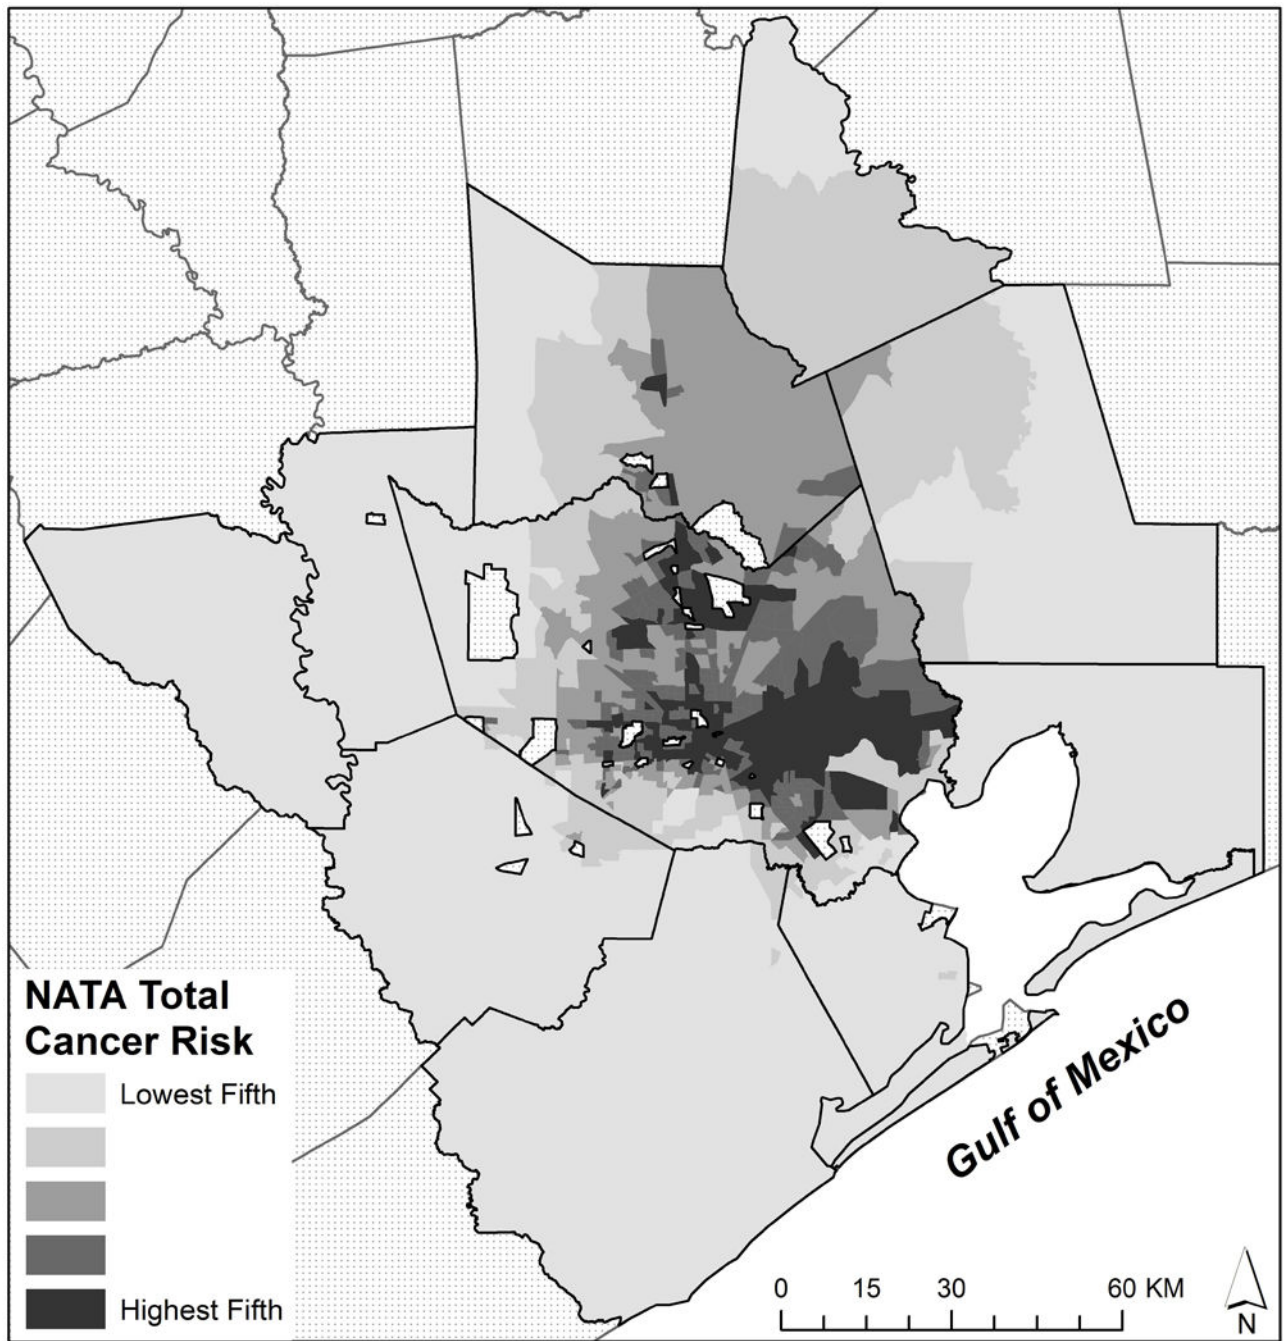 NATA Total
Cancer Risk
Lowest Fifth
Highest Fifth
Gulf of Mexico
0 15 30 60 KM
N